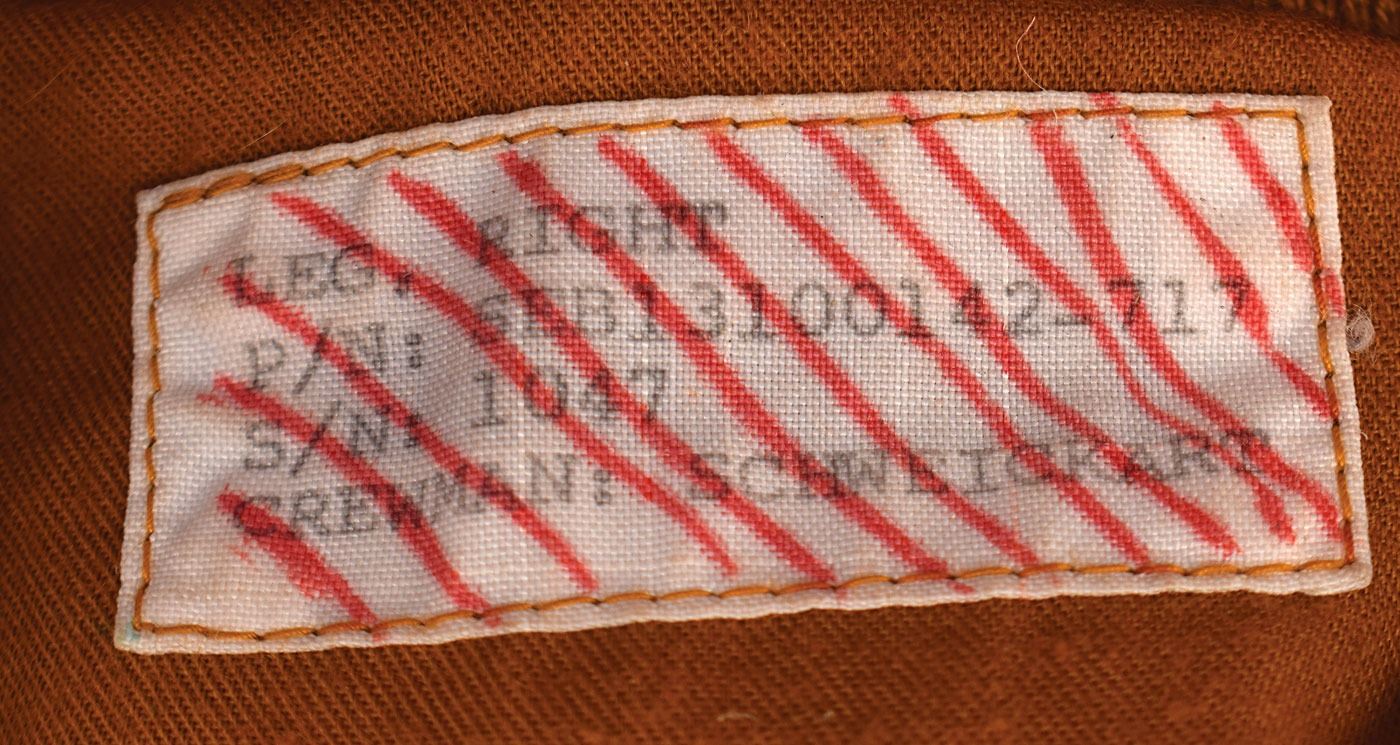 LEG, RIGHT
P/N: SEB13100142-717
S/N: 1047
CREWMAN: SCHWEICKART